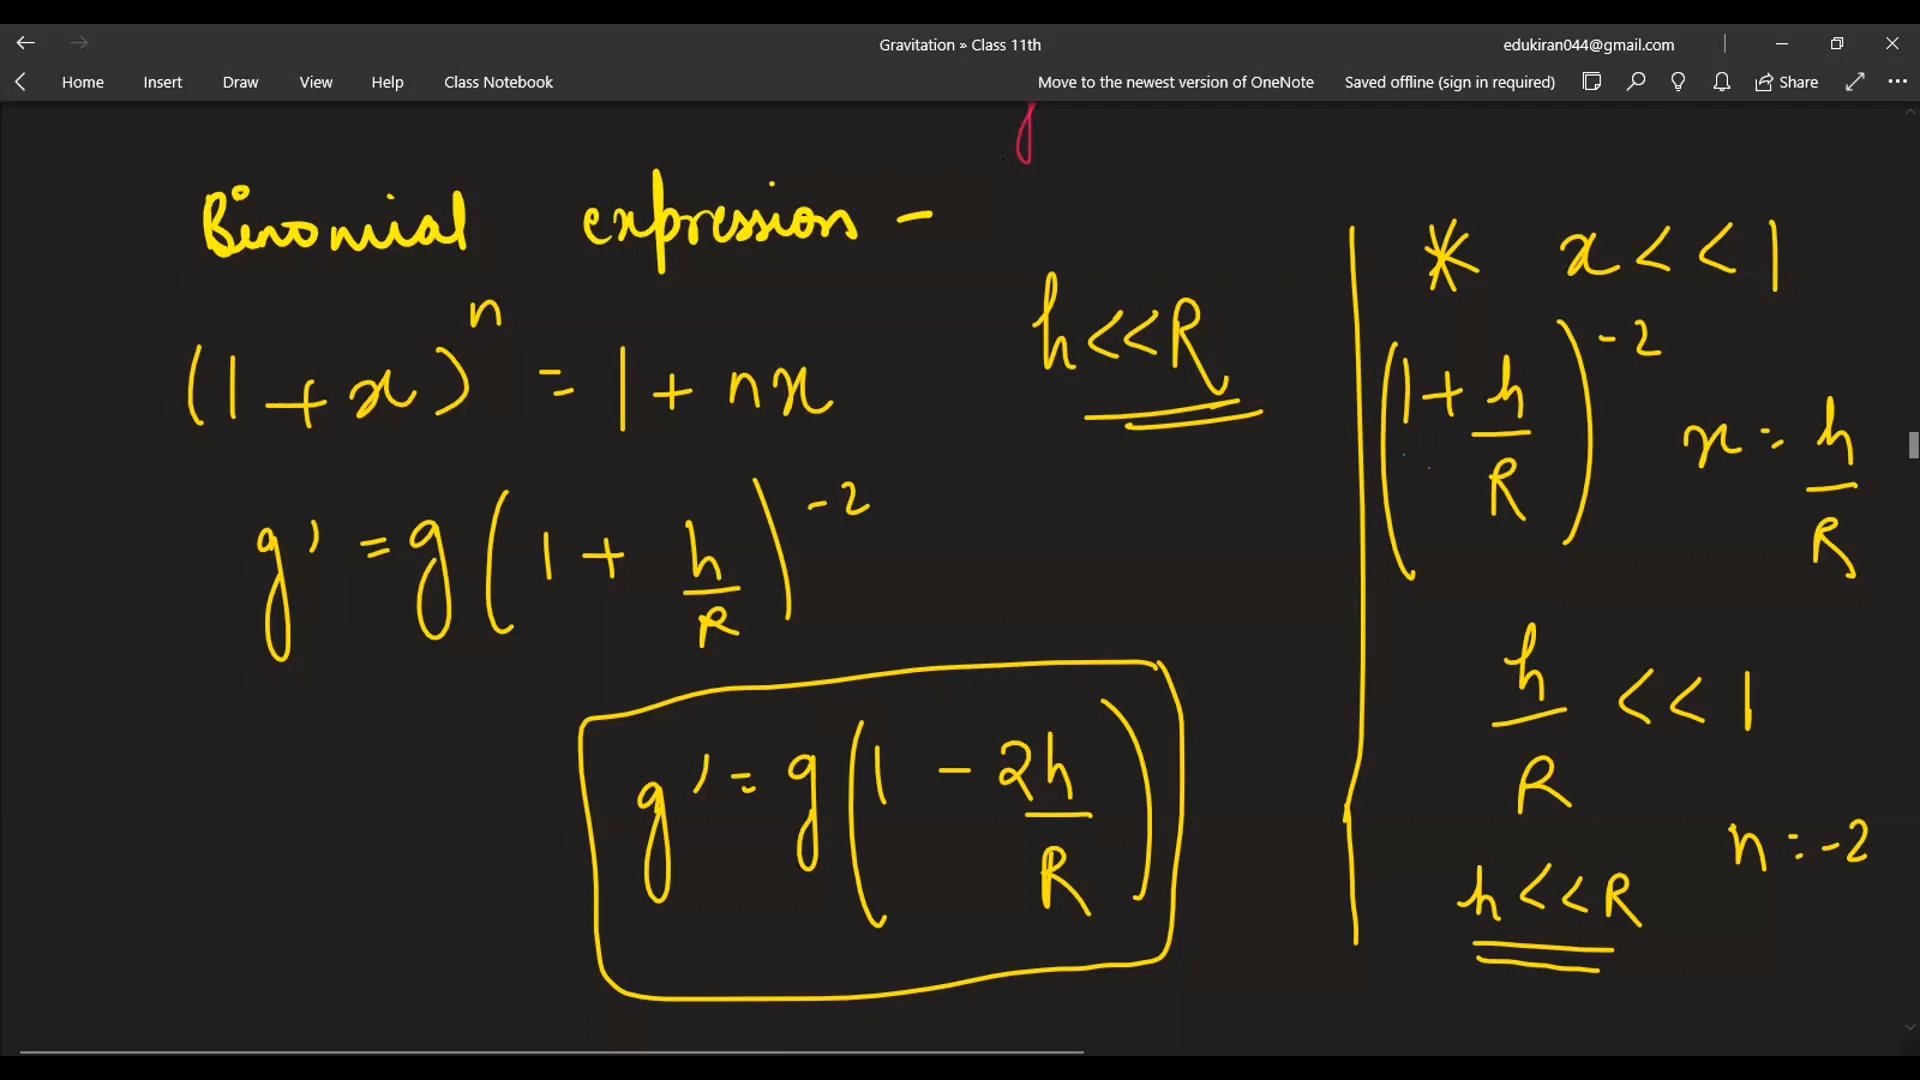 Gravitation » Class 11th
edukiran044@gmail.com
Home Insert Draw View Help Class Notebook
Move to the newest version of OneNote Saved offline (sign in required) Share
Binomial expression -
(1+x)^n = 1 + nx
h<<R
g' = g(1 + h/R)^-2
g' = g(1 - 2h/R)
* x<<1
(1 + h/R)^-2
x = h/R
h/R <<1
n = -2
h<<R